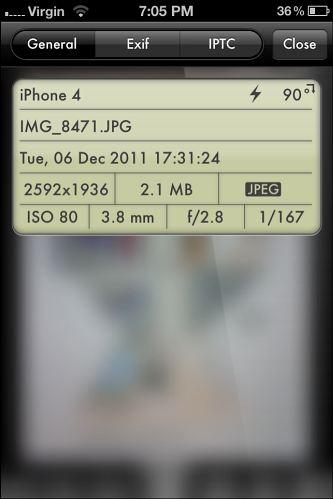 Virgin 7:05 PM 36%
General Exif IPTC Close
iPhone 4 90°
IMG_8471.JPG
Tue, 06 Dec 2011 17:31:24
2592x1936 2.1 MB JPEG
ISO 80 3.8 mm f/2.8 1/167